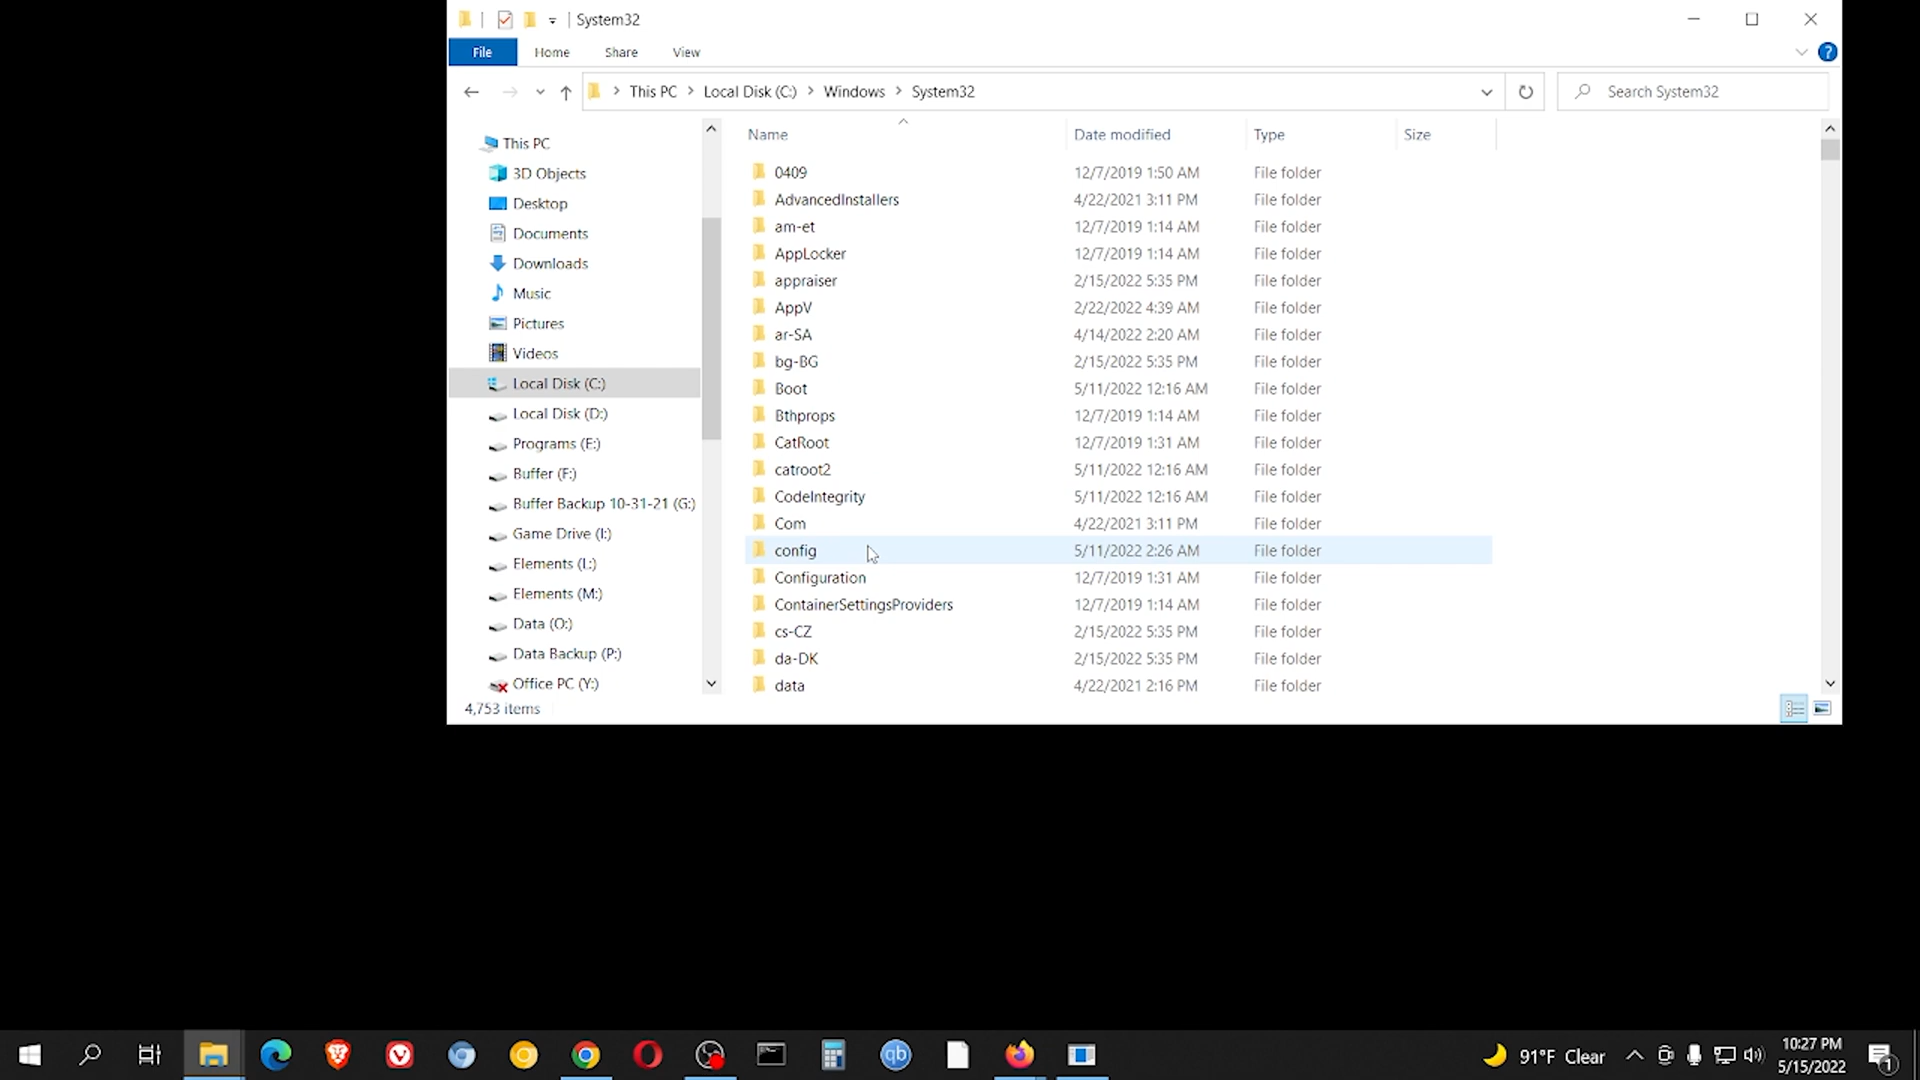 System32
File Home Share View
This PC Local Disk (C:) Windows System32
Search System32
This PC
3D Objects
Desktop
Documents
Downloads
Music
Pictures
Videos
Local Disk (C:)
Local Disk (D:)
Programs (E:)
Buffer (F:)
Buffer Backup 10-31-21 (G:)
Game Drive (I:)
Elements (L:)
Elements (M:)
Data (O:)
Data Backup (P:)
Office PC (Y:)
Name Date modified Type Size
0409 12/7/2019 1:50 AM File folder
AdvancedInstallers 4/22/2021 3:11 PM File folder
am-et 12/7/2019 1:14 AM File folder
AppLocker 12/7/2019 1:14 AM File folder
appraiser 2/15/2022 5:35 PM File folder
AppV 2/22/2022 4:39 AM File folder
ar-SA 4/14/2022 2:20 AM File folder
bg-BG 2/15/2022 5:35 PM File folder
Boot 5/11/2022 12:16 AM File folder
Bthprops 12/7/2019 1:14 AM File folder
CatRoot 12/7/2019 1:31 AM File folder
catroot2 5/11/2022 12:16 AM File folder
CodeIntegrity 5/11/2022 12:16 AM File folder
Com 4/22/2021 3:11 PM File folder
config 5/11/2022 2:26 AM File folder
Configuration 12/7/2019 1:31 AM File folder
ContainerSettingsProviders 12/7/2019 1:14 AM File folder
cs-CZ 2/15/2022 5:35 PM File folder
da-DK 2/15/2022 5:35 PM File folder
data 4/22/2021 2:16 PM File folder
4,753 items
qb
91°F Clear
10:27 PM
5/15/2022
1